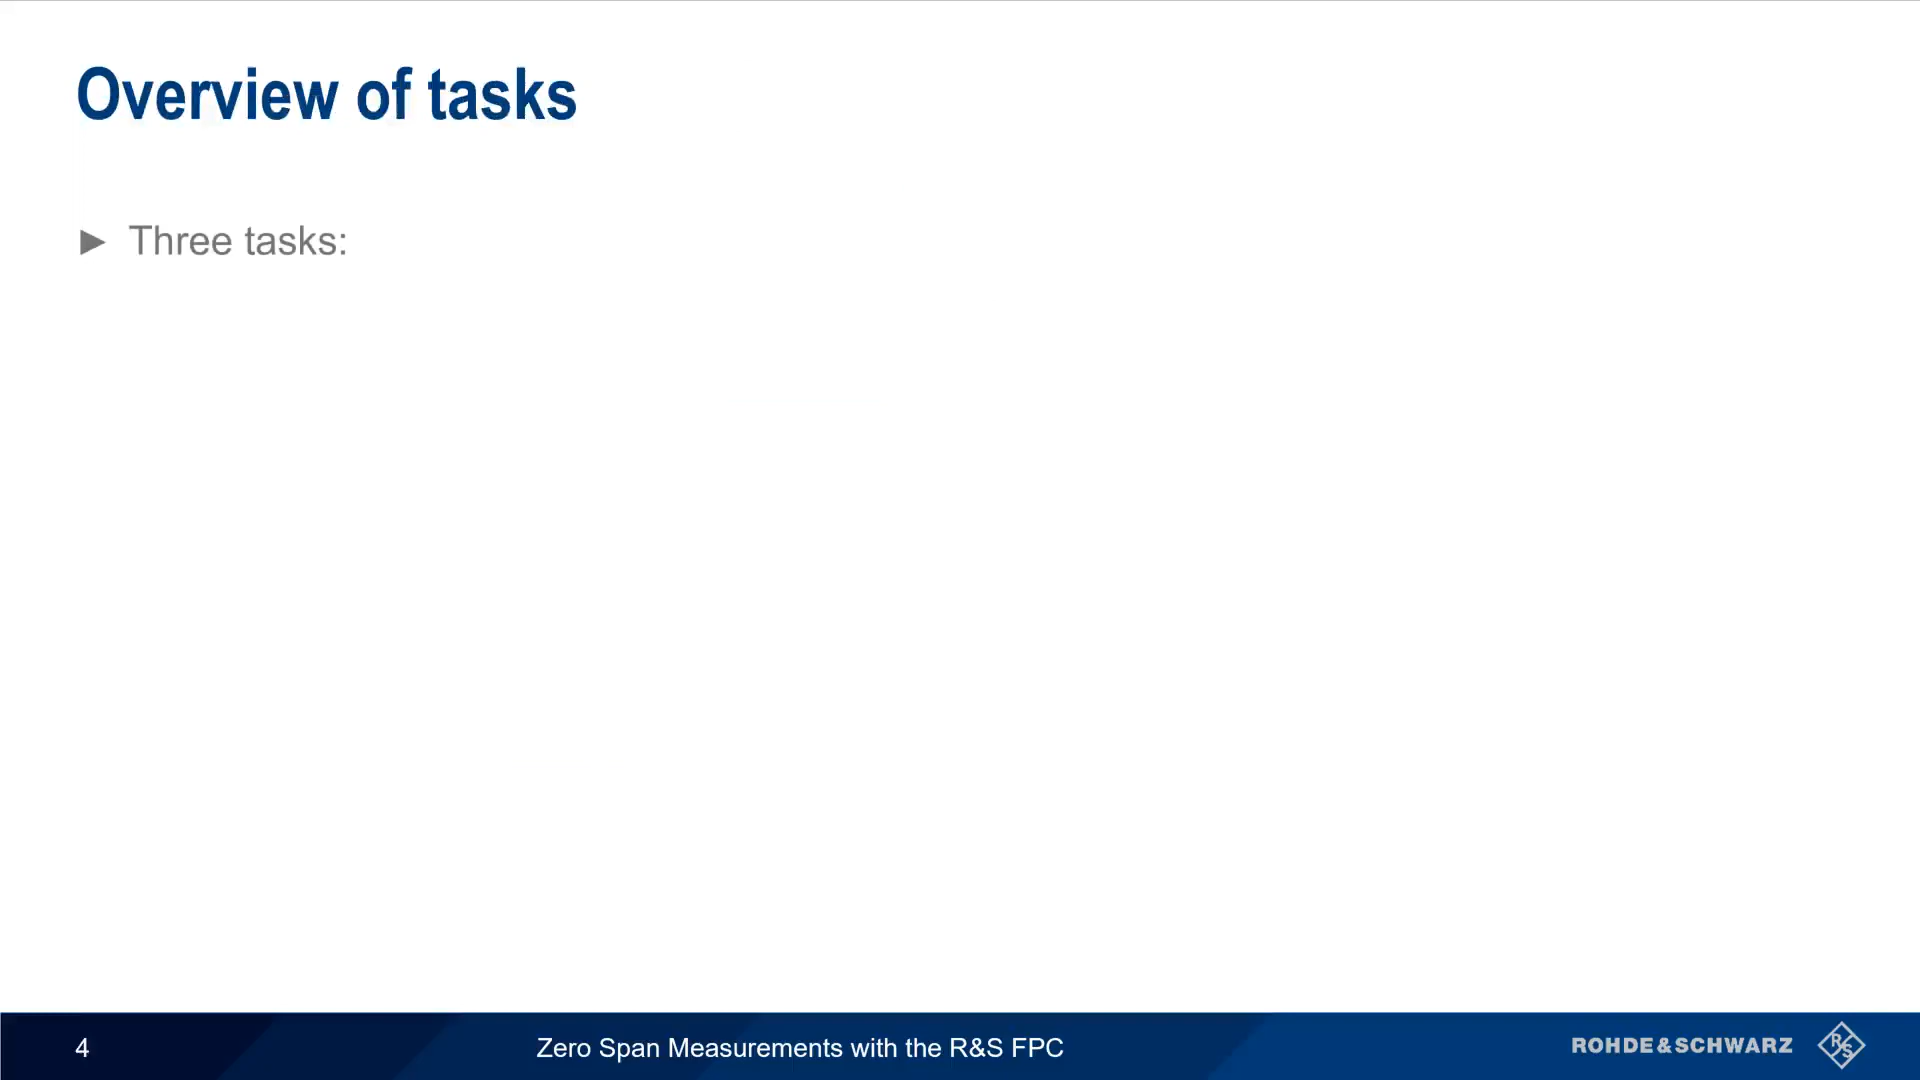 Overview of tasks
► Three tasks:
4
Zero Span Measurements with the R&S FPC
ROHDE&SCHWARZ
R&S